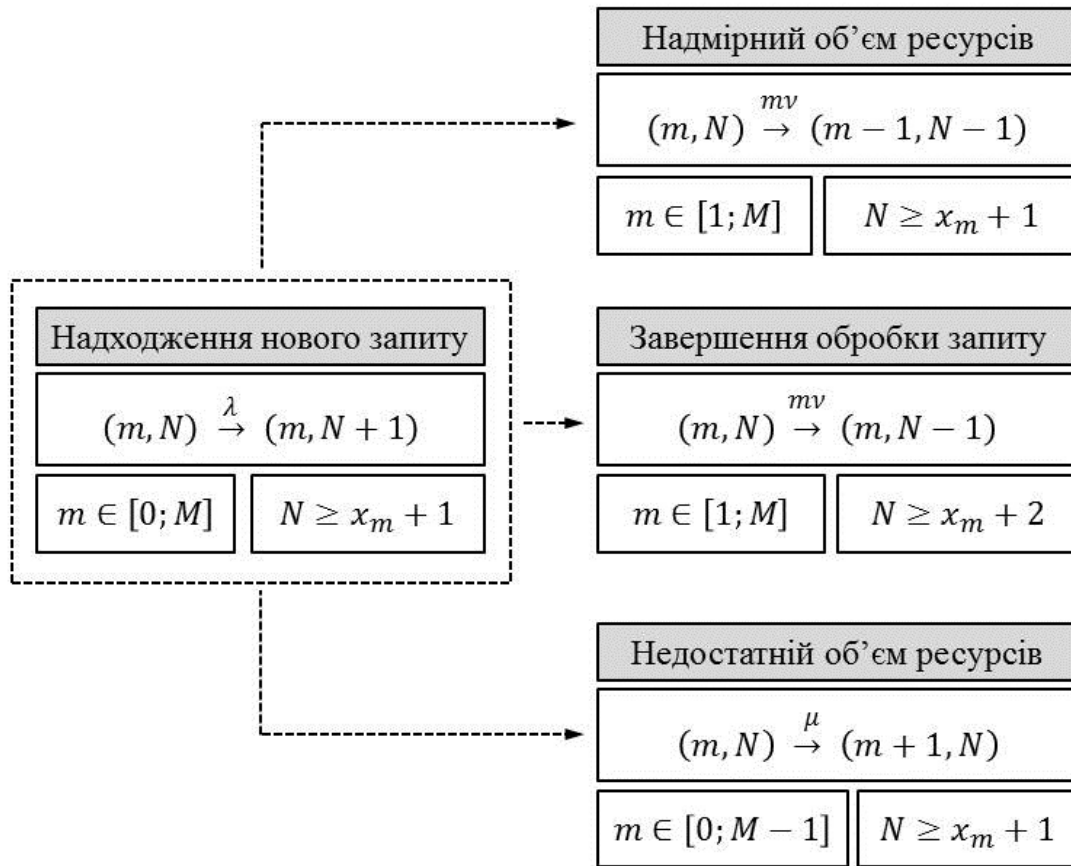 Надмірний об’єм ресурсів
(m, N) →^{mν} (m − 1, N − 1)
m ∈ [1; M]
N ≥ x_m + 1
Надходження нового запиту
(m, N) →^{λ} (m, N + 1)
m ∈ [0; M]
N ≥ x_m + 1
Завершення обробки запиту
(m, N) →^{mν} (m, N − 1)
m ∈ [1; M]
N ≥ x_m + 2
Недостатній об’єм ресурсів
(m, N) →^{μ} (m + 1, N)
m ∈ [0; M − 1]
N ≥ x_m + 1